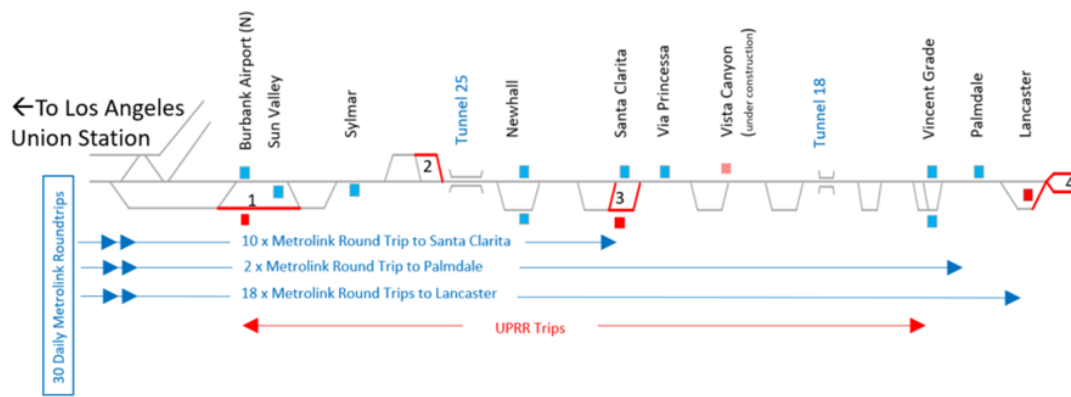 ←To Los Angeles
Union Station
Burbank Airport (N)
Sun Valley
Sylmar
Tunnel 25
Newhall
Santa Clarita
Via Princessa
Vista Canyon
(under construction)
Tunnel 18
Vincent Grade
Palmdale
Lancaster
1
2
3
4
30 Daily Metrolink Roundtrips
10 x Metrolink Round Trip to Santa Clarita
2 x Metrolink Round Trip to Palmdale
18 x Metrolink Round Trips to Lancaster
UPRR Trips